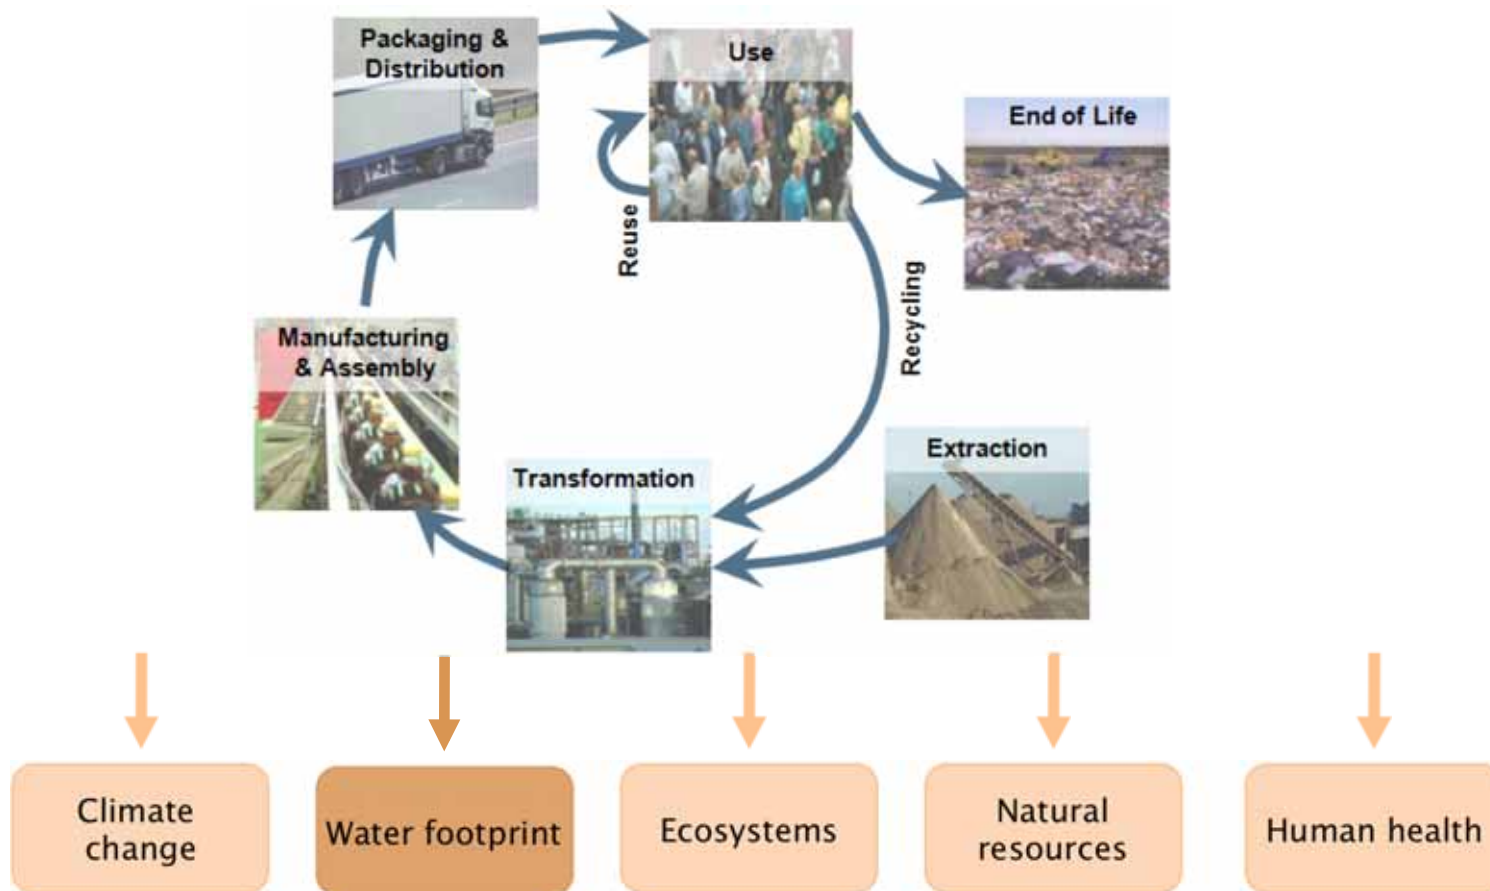 Packaging &
Distribution
Use
End of Life
Reuse
Recycling
Manufacturing
& Assembly
Extraction
Transformation
Climate
change
Water footprint
Ecosystems
Natural
resources
Human health